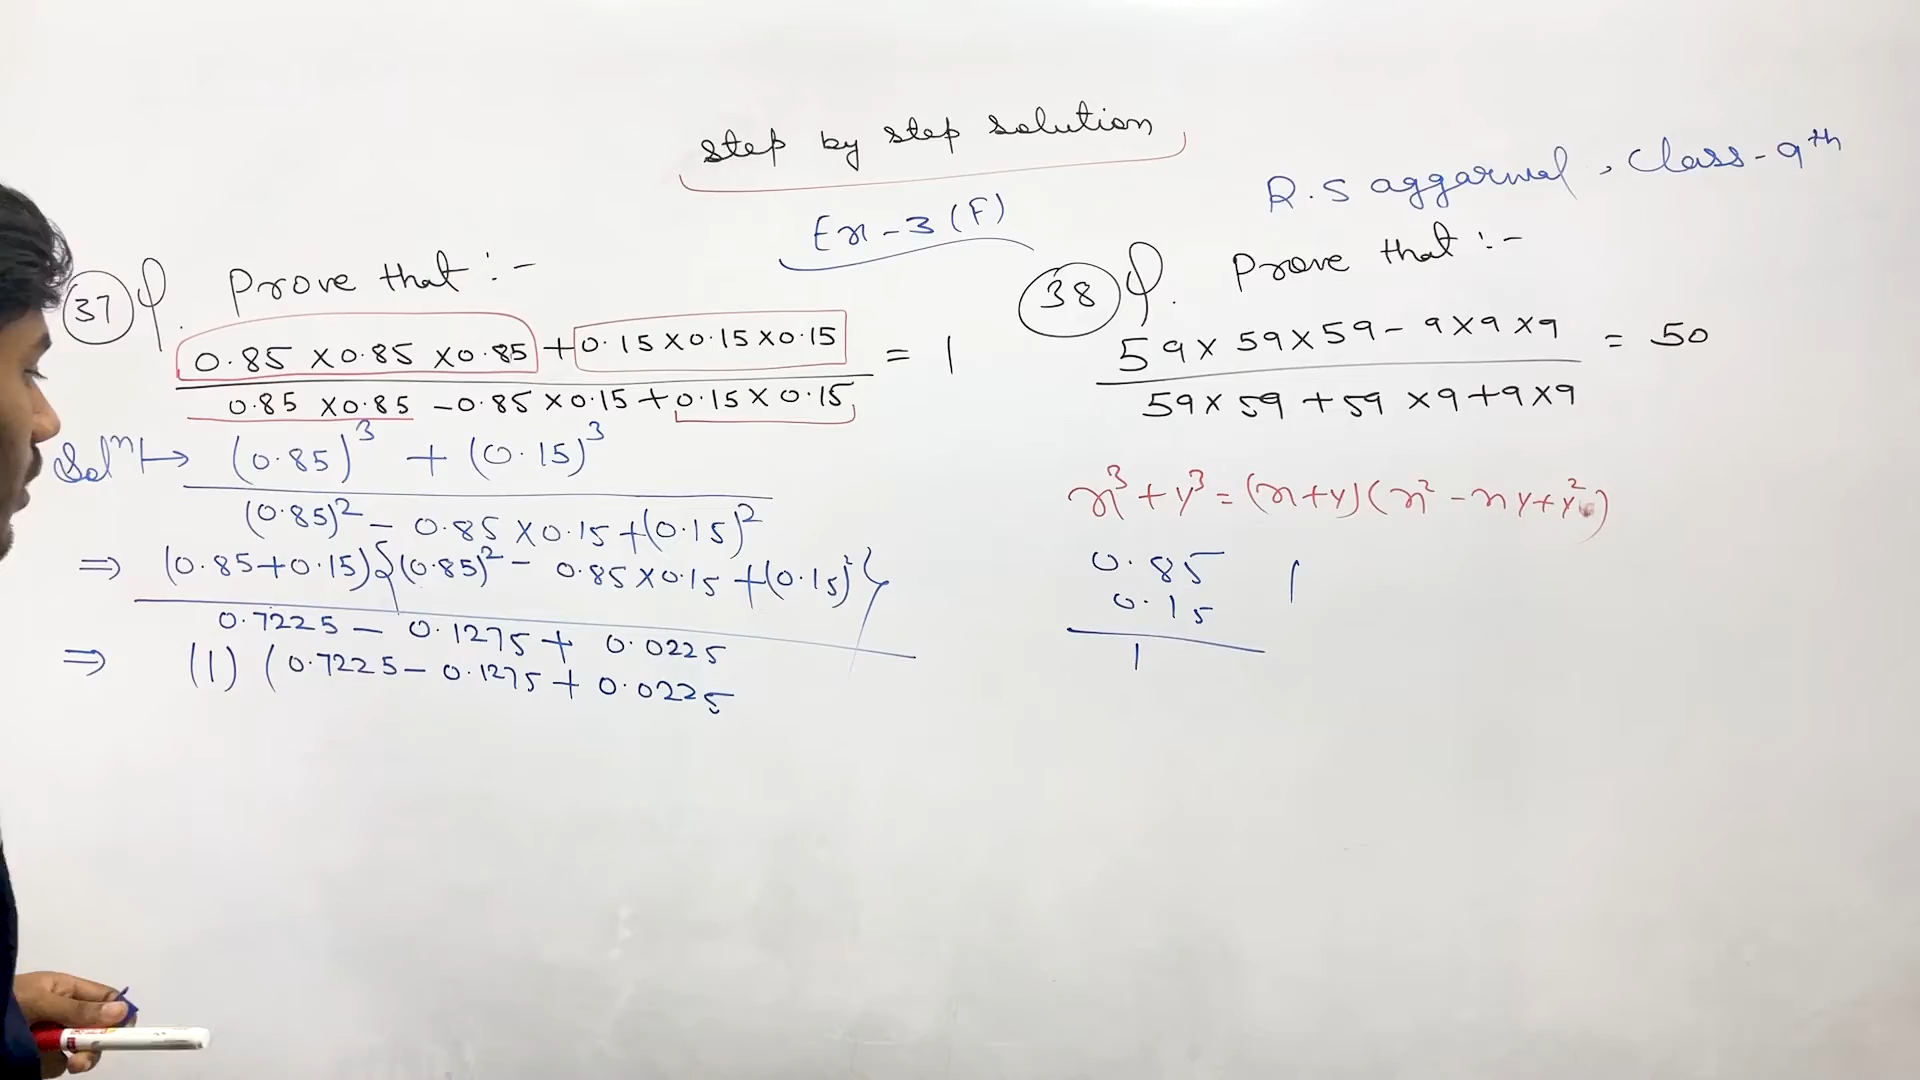 step by step solution
R.S aggarwal, Class-9th
Ex-3(F)
37 Q. Prove that :-
0.85 × 0.85 × 0.85 + 0.15 × 0.15 × 0.15 = 1
0.85 × 0.85 - 0.85 × 0.15 + 0.15 × 0.15
Solⁿ ↦ (0.85)³ + (0.15)³
(0.85)² - 0.85 × 0.15 + (0.15)²
⇒ (0.85+0.15){(0.85)² - 0.85 × 0.15 + (0.15)²}
0.7225 - 0.1275 + 0.0225
⇒ (1) (0.7225 - 0.1275 + 0.0225
38 Q. Prove that :-
59 × 59 × 59 - 9 × 9 × 9 = 50
59 × 59 + 59 × 9 + 9 × 9
x³ + y³ = (x+y)(x² - xy + y²)
0.85 1
0.15
1